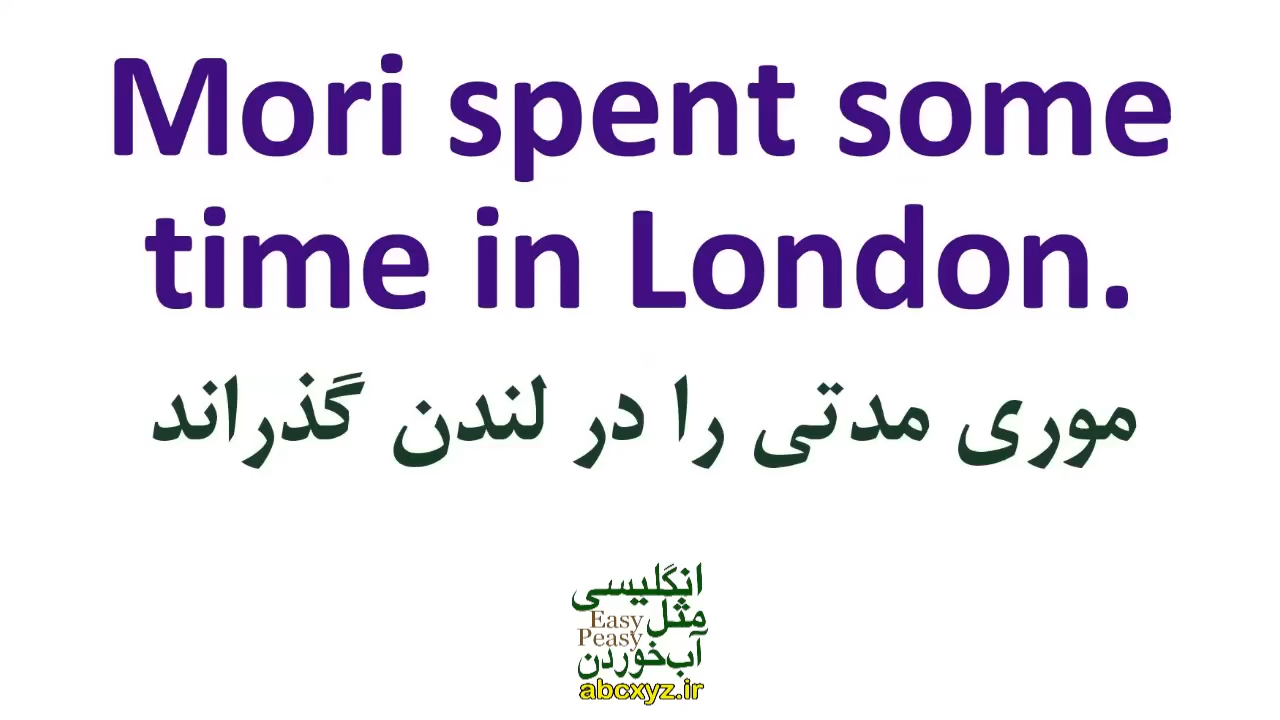 Mori spent some
time in London.
موری مدتی را در لندن گذراند
انگلیسی
مثل
Easy
Peasy
آب‌خوردن
abcxyz.ir